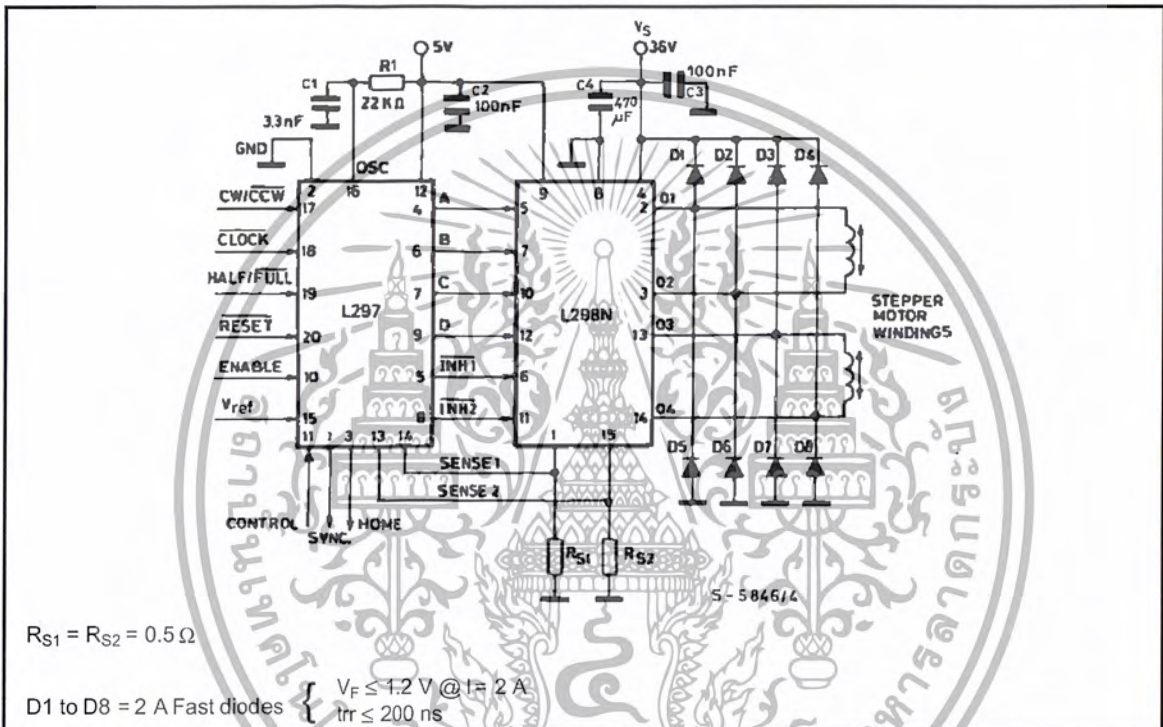 VS
5V
36V
R1
C1
22 KΩ
3.3nF
C2
100nF
C4
470 µF
100nF
C3
GND
OSC
D1 D2 D3 D4
2 16 12
9 8 4
CW/CCW 17
4 A 5
O1
2
CLOCK 18
6 B 7
HALF/FULL 19
7 C 10
O2
3
L297
L298N
STEPPER
MOTOR
WINDINGS
RESET 20
9 D 12
O3
13
ENABLE 10
5 INH1 6
Vref 15
8 INH2 11
O4
14
11 1 3 13 14
1 15
D5 D6 D7 D8
SENSE 1
SENSE 2
CONTROL
SYNC.
HOME
RS1
RS2
S-5846/4
RS1 = RS2 = 0.5 Ω
VF ≤ 1.2 V @ I = 2 A
D1 to D8 = 2 A Fast diodes {
trr ≤ 200 ns